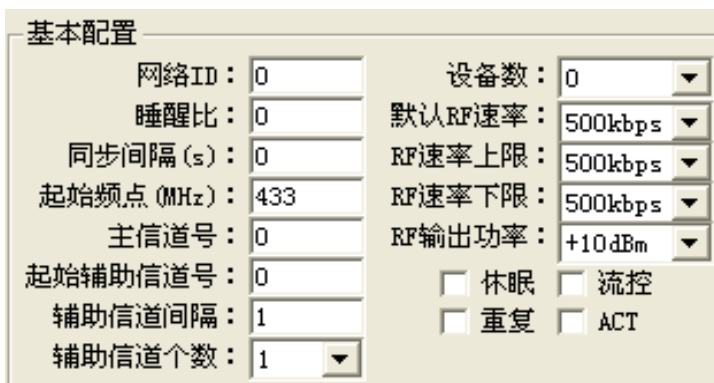 基本配置
网络ID: 0 设备数: 0
睡醒比: 0 默认RF速率: 500kbps
同步间隔(s): 0 RF速率上限: 500kbps
起始频点(MHz): 433 RF速率下限: 500kbps
主信道号: 0 RF输出功率: +10dBm
起始辅助信道号: 0 休眠 流控
辅助信道间隔: 1 重复 ACT
辅助信道个数: 1